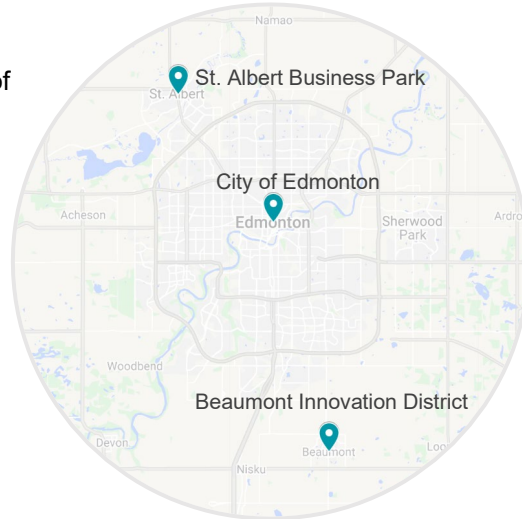 Namao
of
St. Albert Business Park
St. Albert
City of Edmonton
Acheson
Edmonton
Sherwood
Park
Ardro
Woodbend
Beaumont Innovation District
Devon
Beaumont
Loo
Nisku